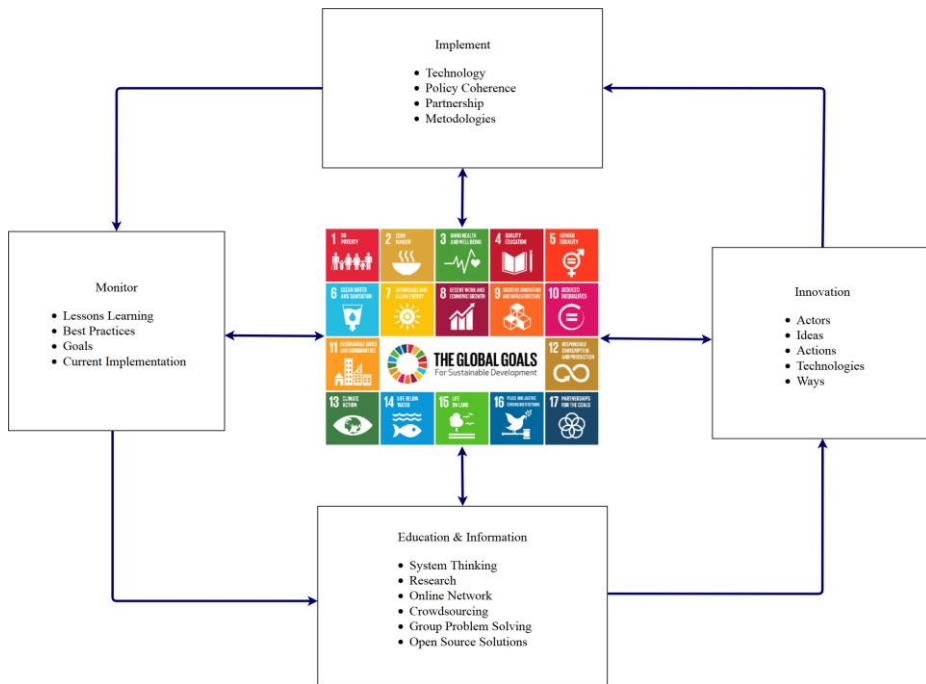 Implement
• Technology
• Policy Coherence
• Partnership
• Metodologies
Monitor
• Lessons Learning
• Best Practices
• Goals
• Current Implementation
1 NO
POVERTY
2 ZERO
HUNGER
3 GOOD HEALTH
AND WELL-BEING
4 QUALITY
EDUCATION
5 GENDER
EQUALITY
6 CLEAN WATER
AND SANITATION
7 AFFORDABLE AND
CLEAN ENERGY
8 DECENT WORK AND
ECONOMIC GROWTH
9 INDUSTRY, INNOVATION
AND INFRASTRUCTURE
10 REDUCED
INEQUALITIES
11 SUSTAINABLE CITIES
AND COMMUNITIES
THE GLOBAL GOALS
For Sustainable Development
12 RESPONSIBLE
CONSUMPTION
AND PRODUCTION
13 CLIMATE
ACTION
14 LIFE BELOW
WATER
15 LIFE
ON LAND
16 PEACE AND JUSTICE
STRONG INSTITUTIONS
17 PARTNERSHIPS
FOR THE GOALS
Innovation
• Actors
• Ideas
• Actions
• Technologies
• Ways
Education & Information
• System Thinking
• Research
• Online Network
• Crowdsourcing
• Group Problem Solving
• Open Source Solutions